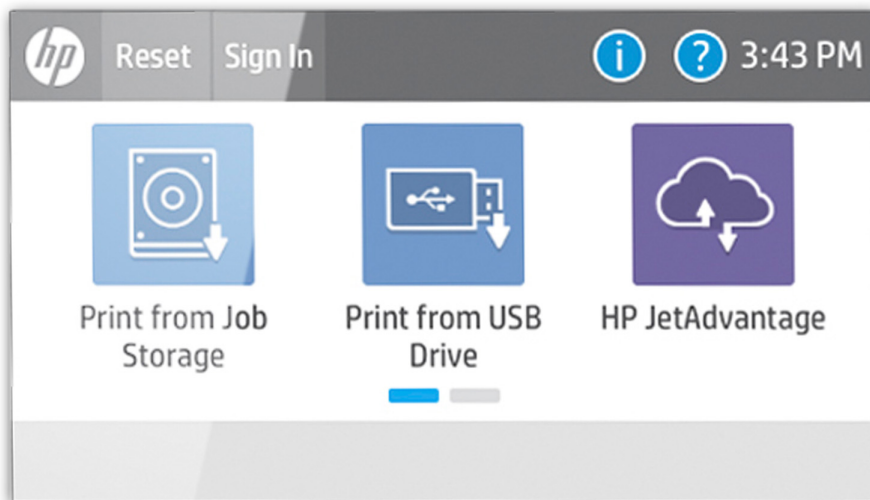 hp
Reset
Sign In
i
?
3:43 PM
Print from Job
Storage
Print from USB
Drive
HP JetAdvantage